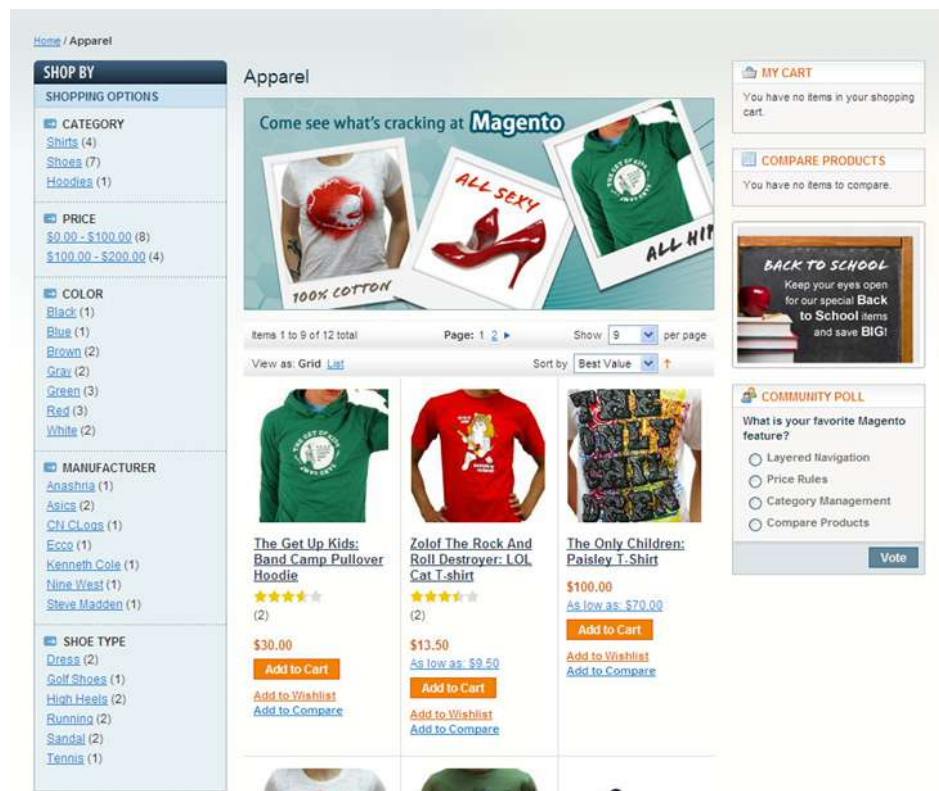 Home / Apparel
SHOP BY
SHOPPING OPTIONS
CATEGORY
Shirts (4)
Shoes (7)
Hoodies (1)
PRICE
$0.00 - $100.00 (8)
$100.00 - $200.00 (4)
COLOR
Black (1)
Blue (1)
Brown (2)
Gray (2)
Green (3)
Red (3)
White (2)
MANUFACTURER
Anashria (1)
Asics (2)
CN CLogs (1)
Ecco (1)
Kenneth Cole (1)
Nine West (1)
Steve Madden (1)
SHOE TYPE
Dress (2)
Golf Shoes (1)
High Heels (2)
Running (2)
Sandal (2)
Tennis (1)
Apparel
Come see what's cracking at Magento
100% COTTON
ALL SEXY
THE GET UP KIDS
BAND CAMP
ALL HIP
Items 1 to 9 of 12 total
Page: 1 2
Show 9 per page
View as: Grid List
Sort by Best Value
THE GET UP KIDS
BAND CAMP
The Get Up Kids:
Band Camp Pullover
Hoodie
(2)
$30.00
Add to Cart
Add to Wishlist
Add to Compare
Zolof The Rock And
Roll Destroyer: LOL
Cat T-shirt
(2)
$13.50
As low as: $9.50
Add to Cart
Add to Wishlist
Add to Compare
The Only Children:
Paisley T-Shirt
$100.00
As low as: $70.00
Add to Cart
Add to Wishlist
Add to Compare
MY CART
You have no items in your shopping
cart.
COMPARE PRODUCTS
You have no items to compare.
BACK TO SCHOOL
Keep your eyes open
for our special Back
to School items
and save BIG!
COMMUNITY POLL
What is your favorite Magento
feature?
Layered Navigation
Price Rules
Category Management
Compare Products
Vote